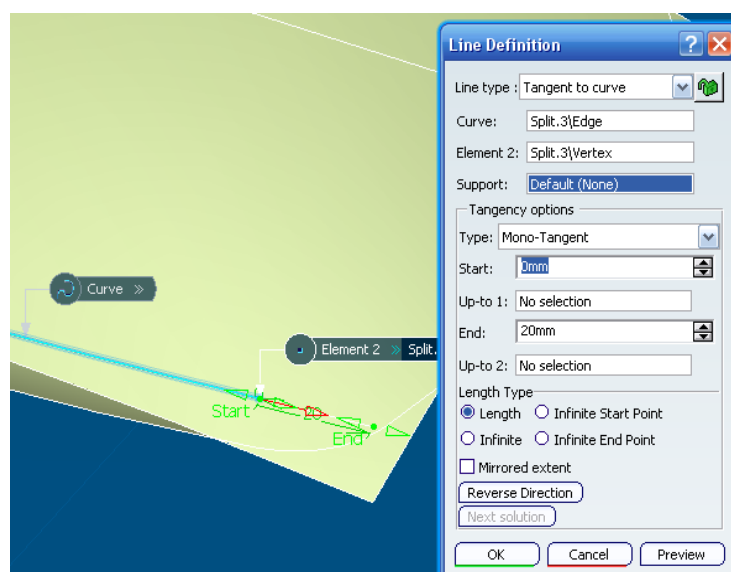 Line Definition
Line type : Tangent to curve
Curve: Split.3\Edge
Element 2: Split.3\Vertex
Support: Default (None)
Tangency options
Type: Mono-Tangent
Start: 0mm
Up-to 1: No selection
End: 20mm
Up-to 2: No selection
Length Type
Length Infinite Start Point
Infinite Infinite End Point
Mirrored extent
Reverse Direction
Next solution
OK Cancel Preview
Curve »
Element 2 » Split.
Start 20
End